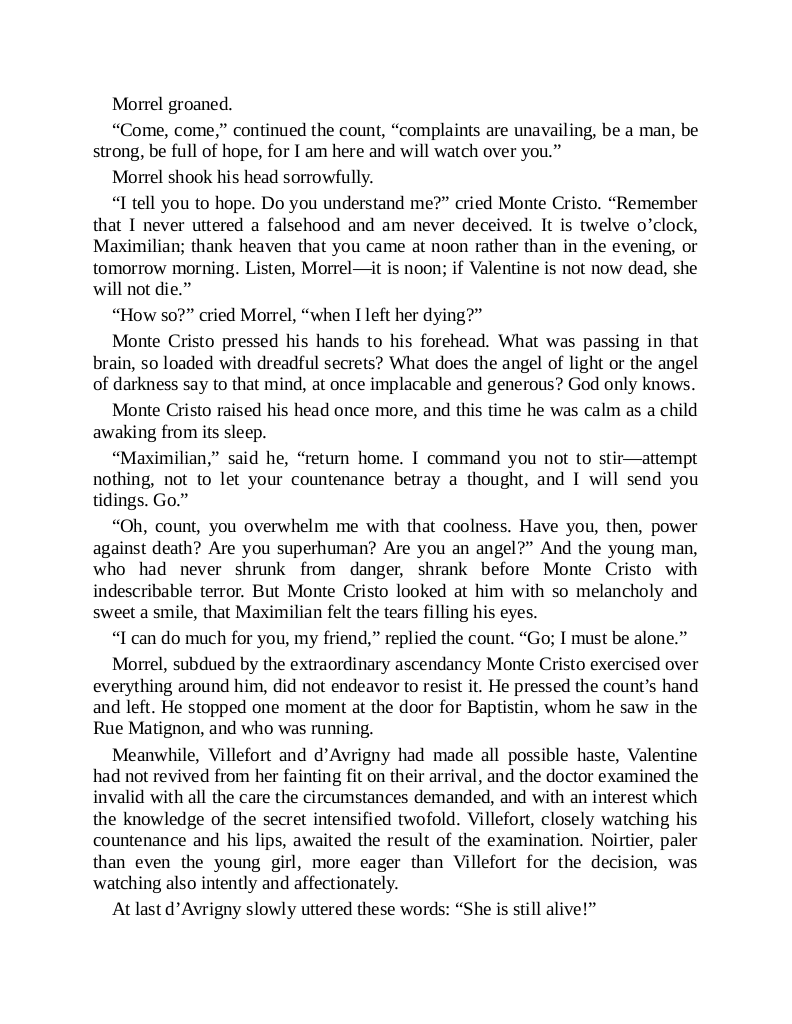 Morrel groaned.
“Come, come,” continued the count, “complaints are unavailing, be a man, be
strong, be full of hope, for I am here and will watch over you.”
Morrel shook his head sorrowfully.
“I tell you to hope. Do you understand me?” cried Monte Cristo. “Remember
that I never uttered a falsehood and am never deceived. It is twelve o’clock,
Maximilian; thank heaven that you came at noon rather than in the evening, or
tomorrow morning. Listen, Morrel—it is noon; if Valentine is not now dead, she
will not die.”
“How so?” cried Morrel, “when I left her dying?”
Monte Cristo pressed his hands to his forehead. What was passing in that
brain, so loaded with dreadful secrets? What does the angel of light or the angel
of darkness say to that mind, at once implacable and generous? God only knows.
Monte Cristo raised his head once more, and this time he was calm as a child
awaking from its sleep.
“Maximilian,” said he, “return home. I command you not to stir—attempt
nothing, not to let your countenance betray a thought, and I will send you
tidings. Go.”
“Oh, count, you overwhelm me with that coolness. Have you, then, power
against death? Are you superhuman? Are you an angel?” And the young man,
who had never shrunk from danger, shrank before Monte Cristo with
indescribable terror. But Monte Cristo looked at him with so melancholy and
sweet a smile, that Maximilian felt the tears filling his eyes.
“I can do much for you, my friend,” replied the count. “Go; I must be alone.”
Morrel, subdued by the extraordinary ascendancy Monte Cristo exercised over
everything around him, did not endeavor to resist it. He pressed the count’s hand
and left. He stopped one moment at the door for Baptistin, whom he saw in the
Rue Matignon, and who was running.
Meanwhile, Villefort and d’Avrigny had made all possible haste, Valentine
had not revived from her fainting fit on their arrival, and the doctor examined the
invalid with all the care the circumstances demanded, and with an interest which
the knowledge of the secret intensified twofold. Villefort, closely watching his
countenance and his lips, awaited the result of the examination. Noirtier, paler
than even the young girl, more eager than Villefort for the decision, was
watching also intently and affectionately.
At last d’Avrigny slowly uttered these words: “She is still alive!”